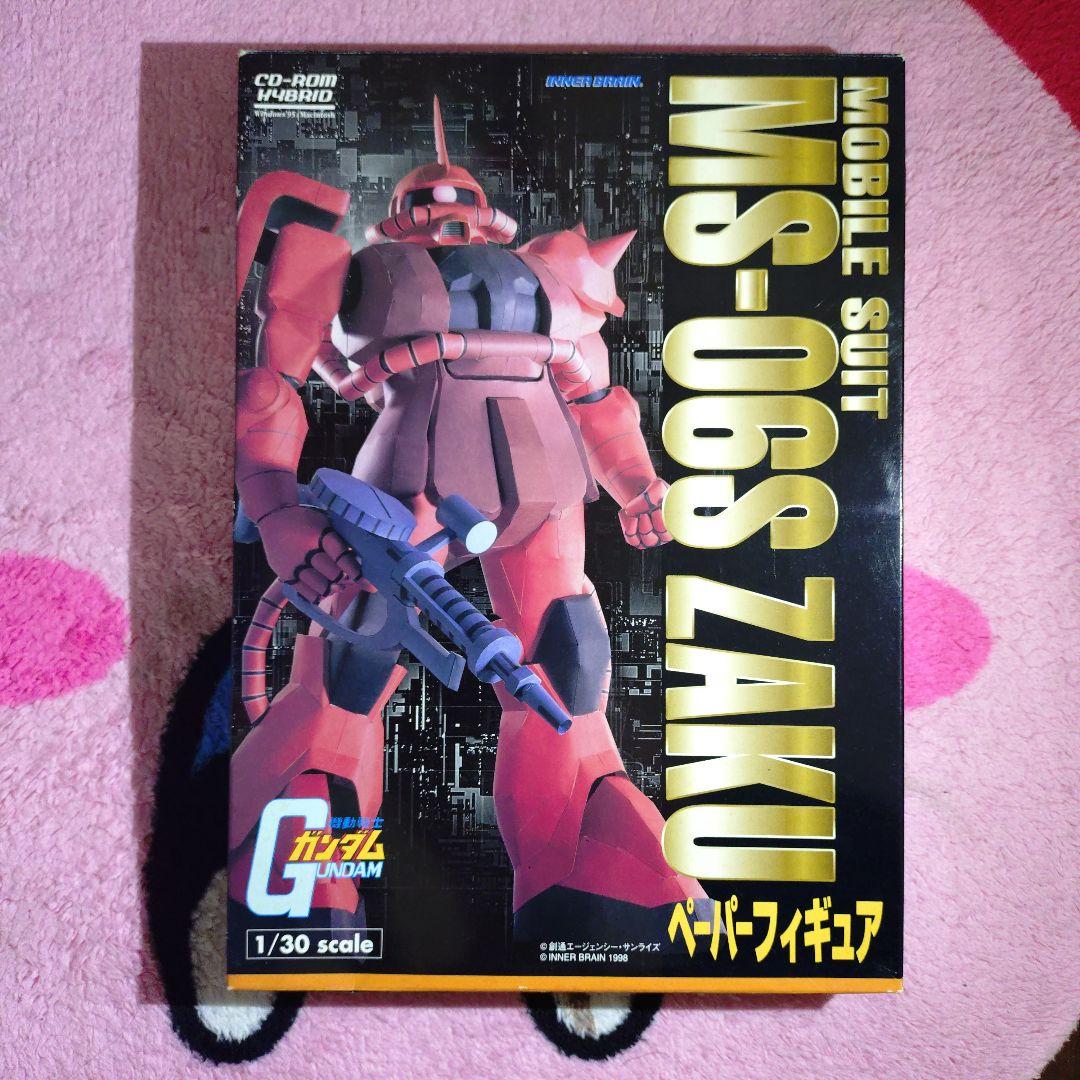 CD-ROM
HYBRID
Windows'95/Macintosh
INNER BRAIN.
MOBILE SUIT
MS-06S ZAKU
ペーパーフィギュア
機動戦士
ガンダム
GUNDAM
1/30 scale
©創通エージェンシー・サンライズ
©INNER BRAIN 1998